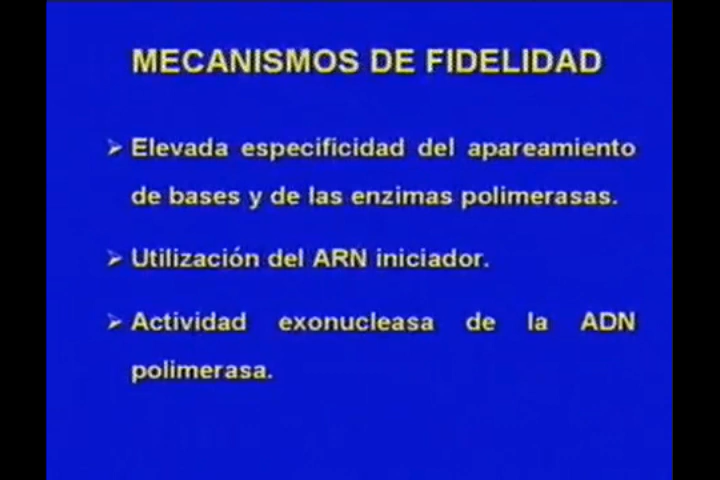 MECANISMOS DE FIDELIDAD
➢ Elevada especificidad del apareamiento
de bases y de las enzimas polimerasas.
➢ Utilización del ARN iniciador.
➢ Actividad exonucleasa de la ADN
polimerasa.